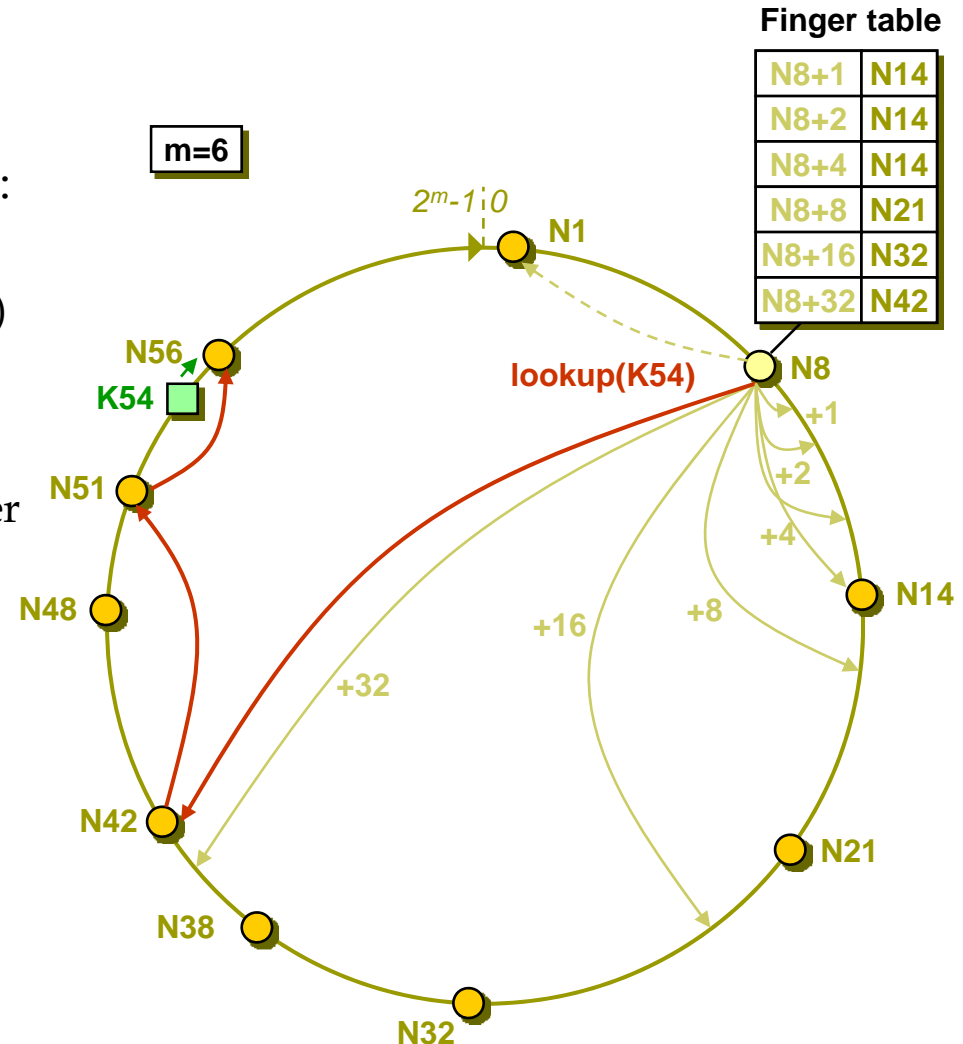 Finger table
N8+1 N14
N8+2 N14
N8+4 N14
N8+8 N21
N8+16 N32
N8+32 N42
m=6
:
2ᵐ-1 0
N1
)
N56
lookup(K54)
N8
K54
+1
N51
+2
er
+4
N48
N14
+16
+8
+32
N42
N21
N38
N32